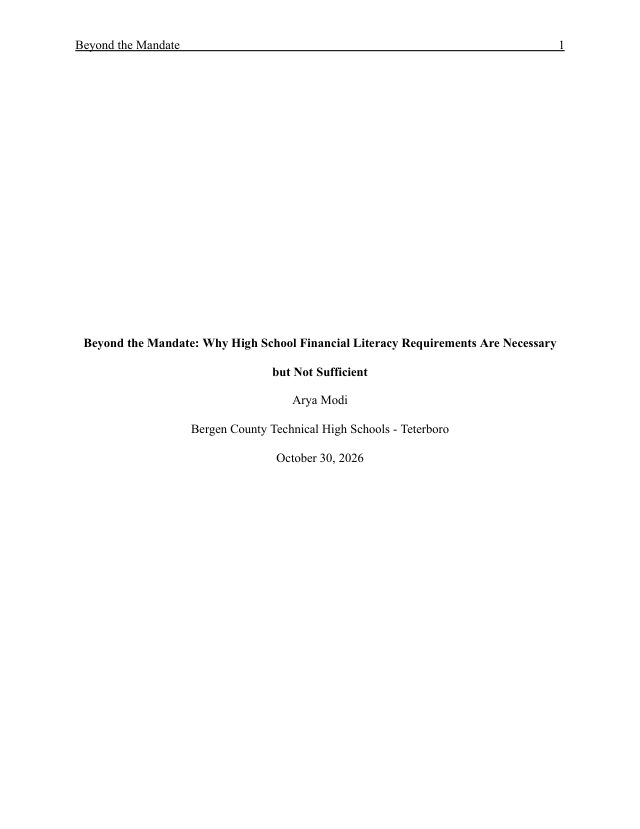 Beyond the Mandate 1
Beyond the Mandate: Why High School Financial Literacy Requirements Are Necessary
but Not Sufficient
Arya Modi
Bergen County Technical High Schools - Teterboro
October 30, 2026